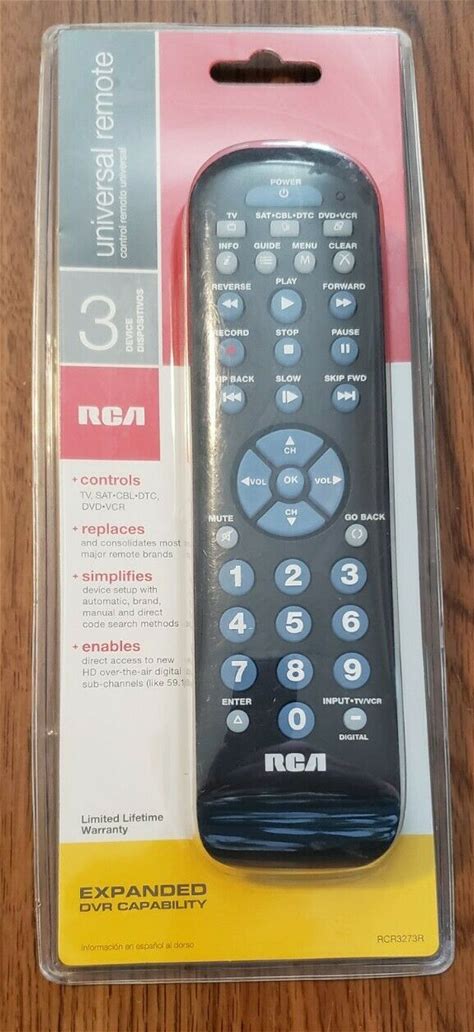 universal remote
control remoto universal
3
DEVICE
DISPOSITIVOS
RCA
+ controls
TV, SAT•CBL•DTC,
DVD•VCR
+ replaces
and consolidates most
major remote brands
+ simplifies
device setup with
automatic, brand,
manual and direct
code search methods
+ enables
direct access to new
HD over-the-air digital
sub-channels (like 59.1
Limited Lifetime
Warranty
EXPANDED
DVR CAPABILITY
Información en español al dorso
RCR3273R
POWER
TV SAT•CBL•DTC DVD•VCR
INFO GUIDE MENU CLEAR
REVERSE PLAY FORWARD
RECORD STOP PAUSE
BACK SLOW SKIP FWD
CH
VOL OK VOL
CH
MUTE GO BACK
1 2 3
4 5 6
7 8 9
ENTER 0 INPUT•TV/VCR
DIGITAL
RCA